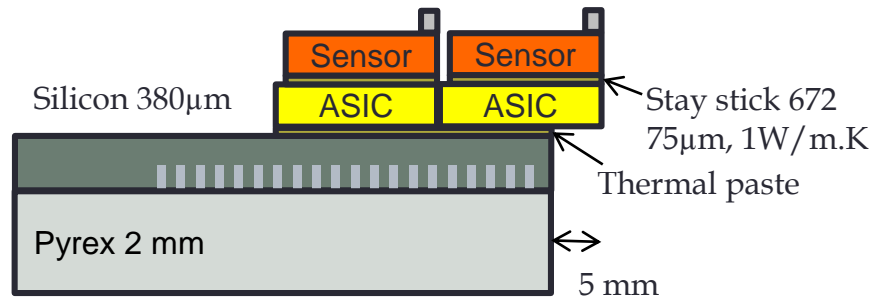 Sensor Sensor
Silicon 380µm
ASIC ASIC
Stay stick 672
75µm, 1W/m.K
Thermal paste
Pyrex 2 mm
5 mm